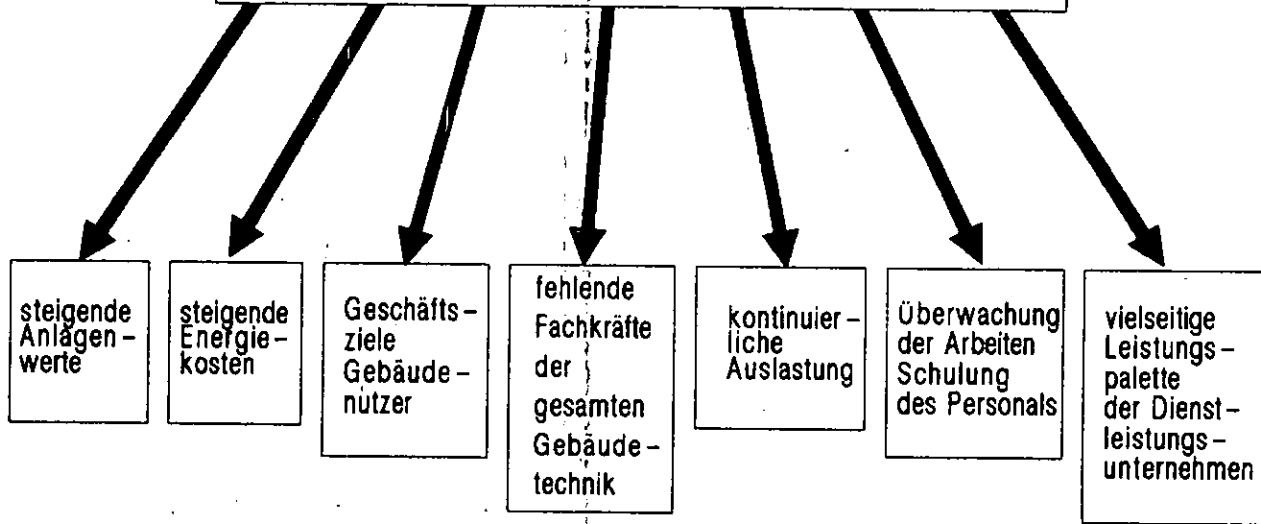 steigende
Anlagen-
werte
steigende
Energie-
kosten
Geschäfts-
ziele
Gebäude-
nutzer
fehlende
Fachkräfte
der
gesamten
Gebäude-
technik
kontinuier-
liche
Auslastung
Überwachung
der Arbeiten
Schulung
des Personals
vielseitige
Leistungs-
palette
der Dienst-
leistungs-
unternehmen